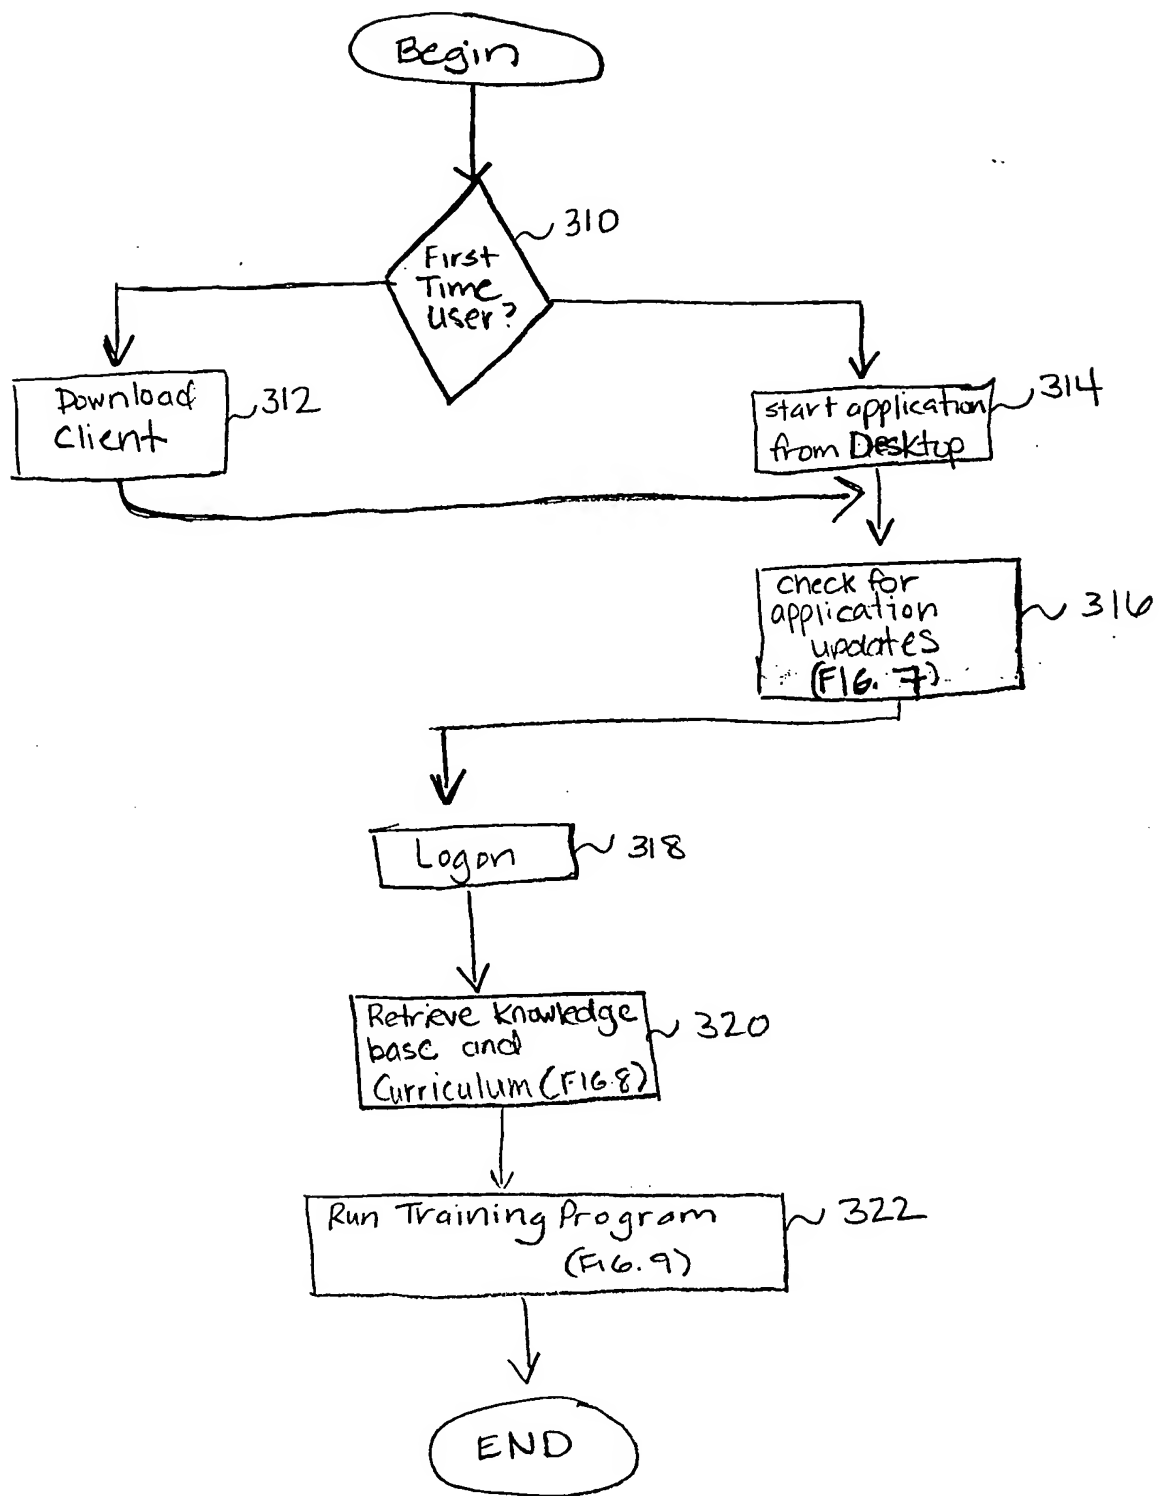 Begin
310
First
Time
User?
Download
Client
312
start application
from Desktop
314
check for
application
updates
(FIG. 7)
316
Logon
318
Retrieve Knowledge
base and
Curriculum (FIG.8)
320
Run Training Program
(FIG. 9)
322
END